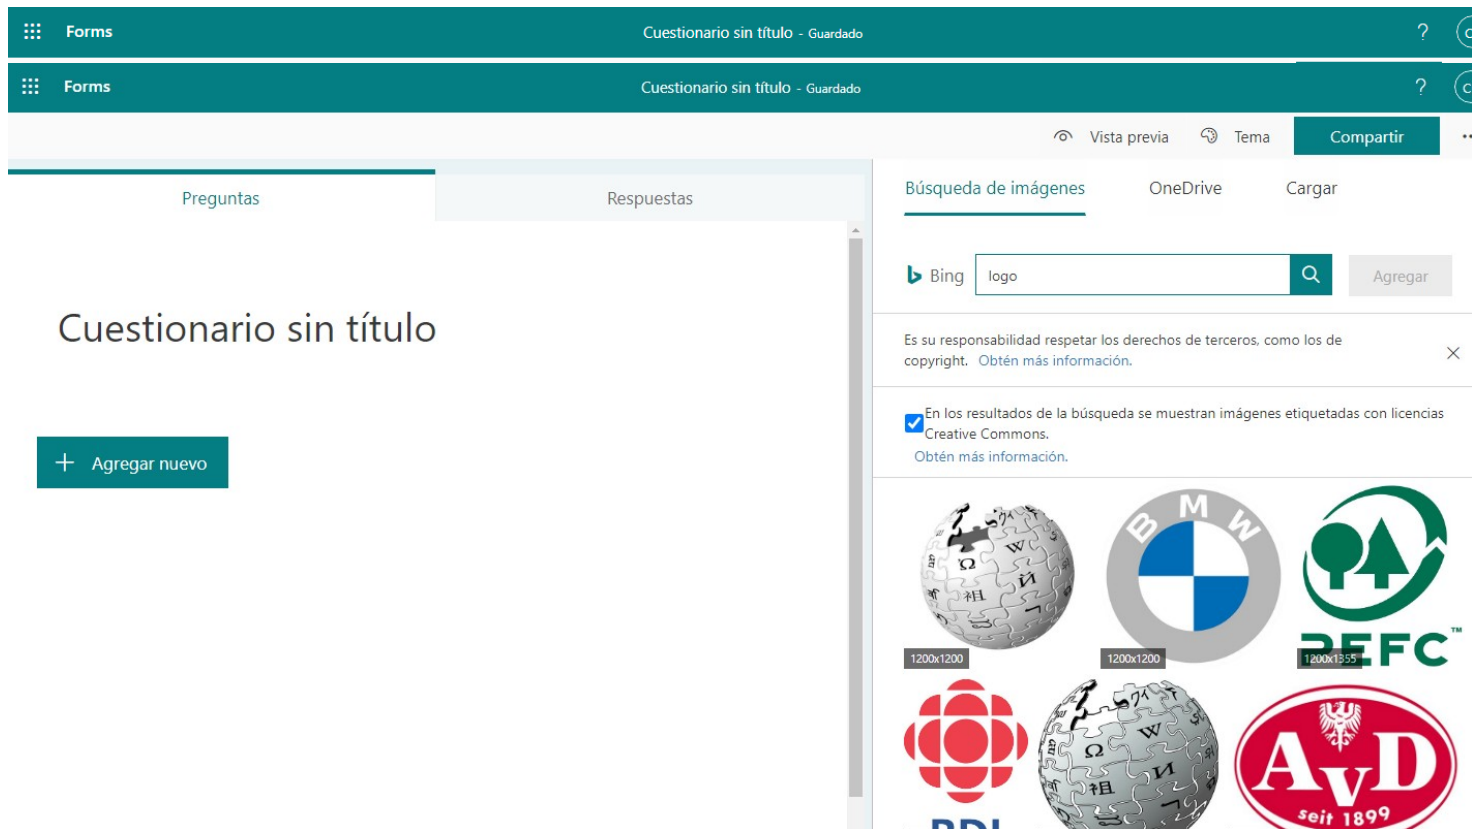 Forms
Cuestionario sin título - Guardado
?
Forms
Cuestionario sin título - Guardado
?
Vista previa
Tema
Compartir
Preguntas
Respuestas
Búsqueda de imágenes
OneDrive
Cargar
Bing
logo
Agregar
Cuestionario sin título
Es su responsabilidad respetar los derechos de terceros, como los de
copyright. Obtén más información.
En los resultados de la búsqueda se muestran imágenes etiquetadas con licencias
Creative Commons.
Obtén más información.
+ Agregar nuevo
BMW
PEFC™
1200x1200
1200x1200
1200x1355
AvD
seit 1899